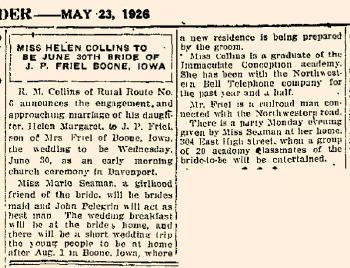 DER —— MAY 23, 1926
MISS HELEN COLLINS TO
BE JUNE 30TH BRIDE OF
J. P. FRIEL BOONE, IOWA
R. M. Collins of Rural Route No.
6 announces the engagement, and
approaching marriage of his daugh-
ter, Helen Margaret, to J. P. Friel,
son of Mrs Friel of Boone, Iowa,
the wedding to be Wednesday,
June 30, as an early morning
church ceremony in Davenport.
Miss Marie Seaman, a girlhood
friend of the bride, will be brides
maid and John Pelegrin will act as
best man The wedding breakfast
will be at the brides home, and
there will be a short wedding trip
the young people to be at home
after Aug. 1 in Boone, Iowa, where
a new residence is being prepared
by the groom.
Miss Collins is a graduate of the
Immaculate Conception academy.
She has been with the Northwest-
ern Bell Telephone company for
the past year and a half.
Mr. Friel is a railroad man con-
nected with the Northwestern road.
There is a party Monday evening
given by Miss Seaman at her home,
304 East High street, when a group
of 20 academy classmates of the
bride-to-be will be entertained.